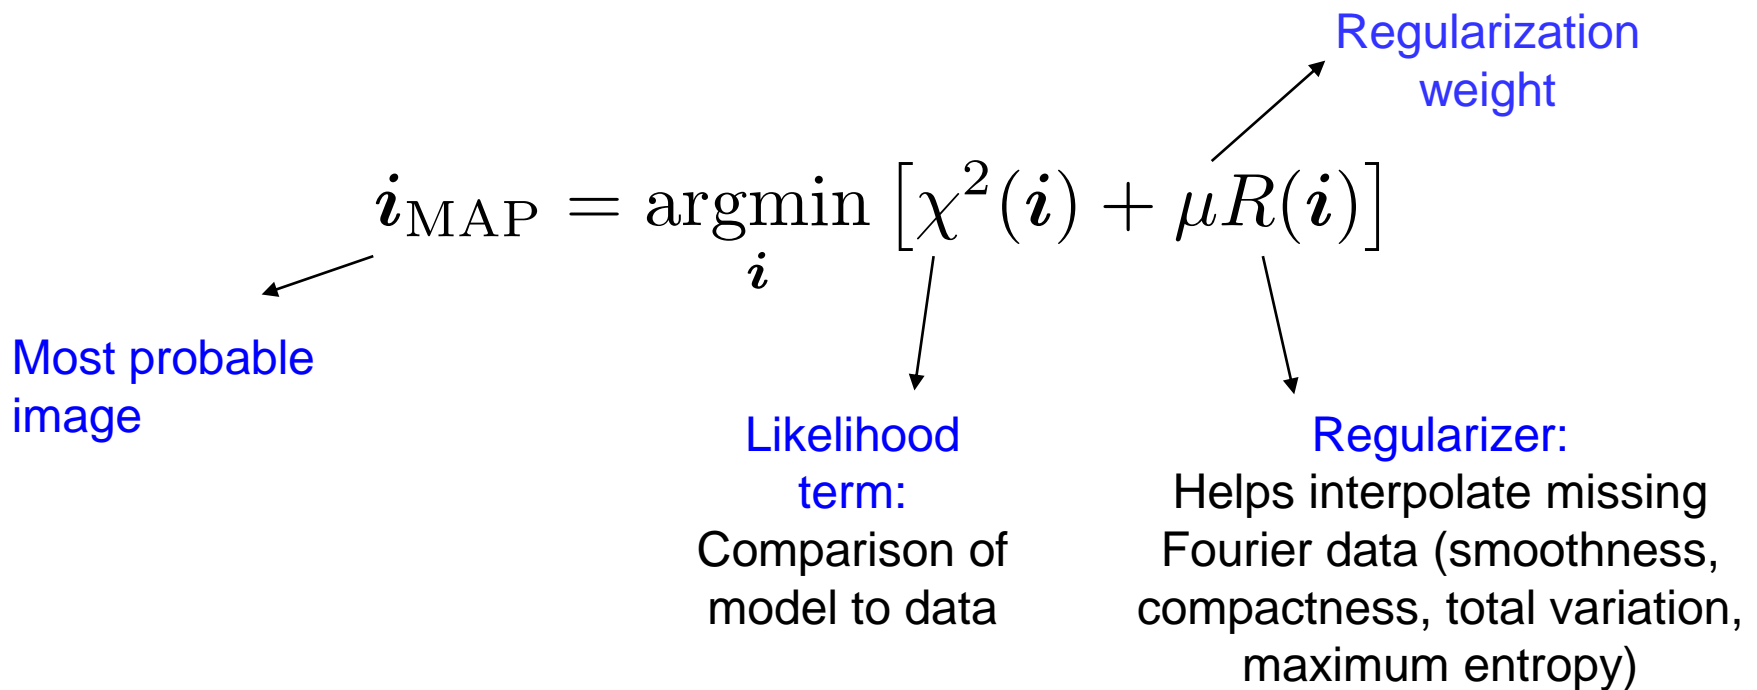 Regularization
weight
𝒊_MAP = argmin_𝒊 [χ²(𝒊) + μR(𝒊)]
Most probable
image
Likelihood
term:
Comparison of
model to data
Regularizer:
Helps interpolate missing
Fourier data (smoothness,
compactness, total variation,
maximum entropy)